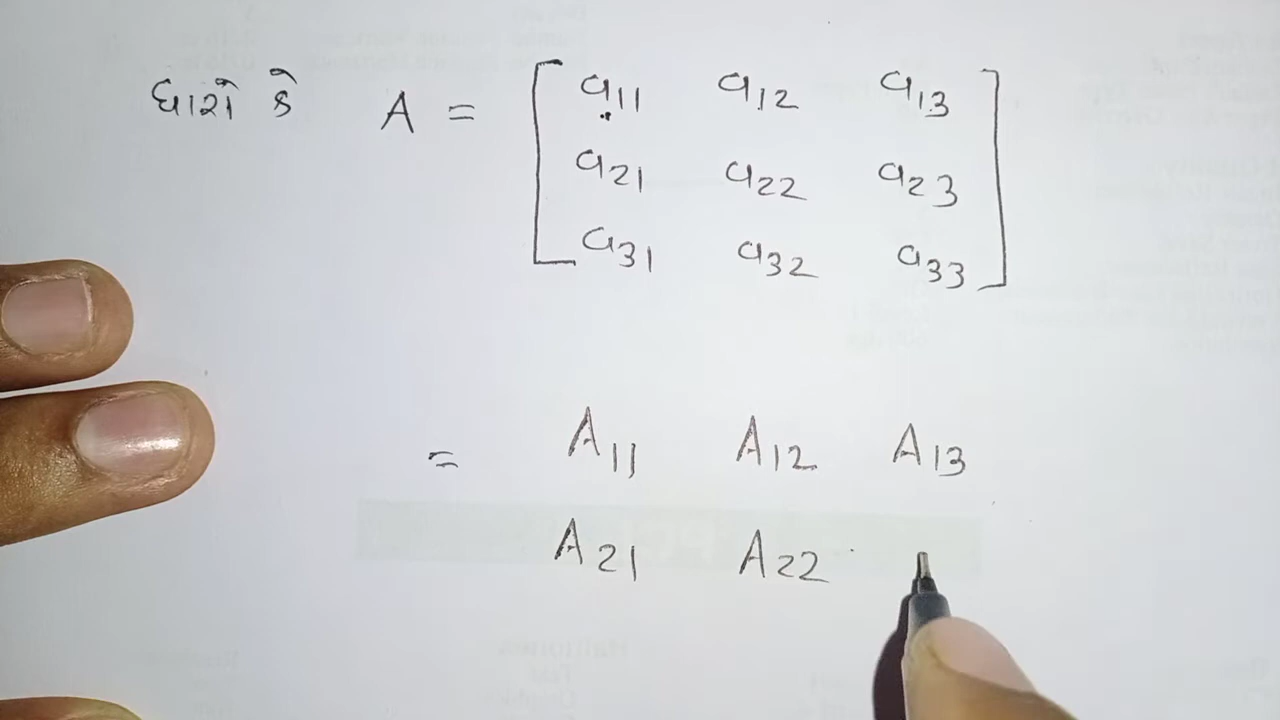 ધારો કે A = [ a11 a12 a13
a21 a22 a23
a31 a32 a33 ]
= A11 A12 A13
A21 A22